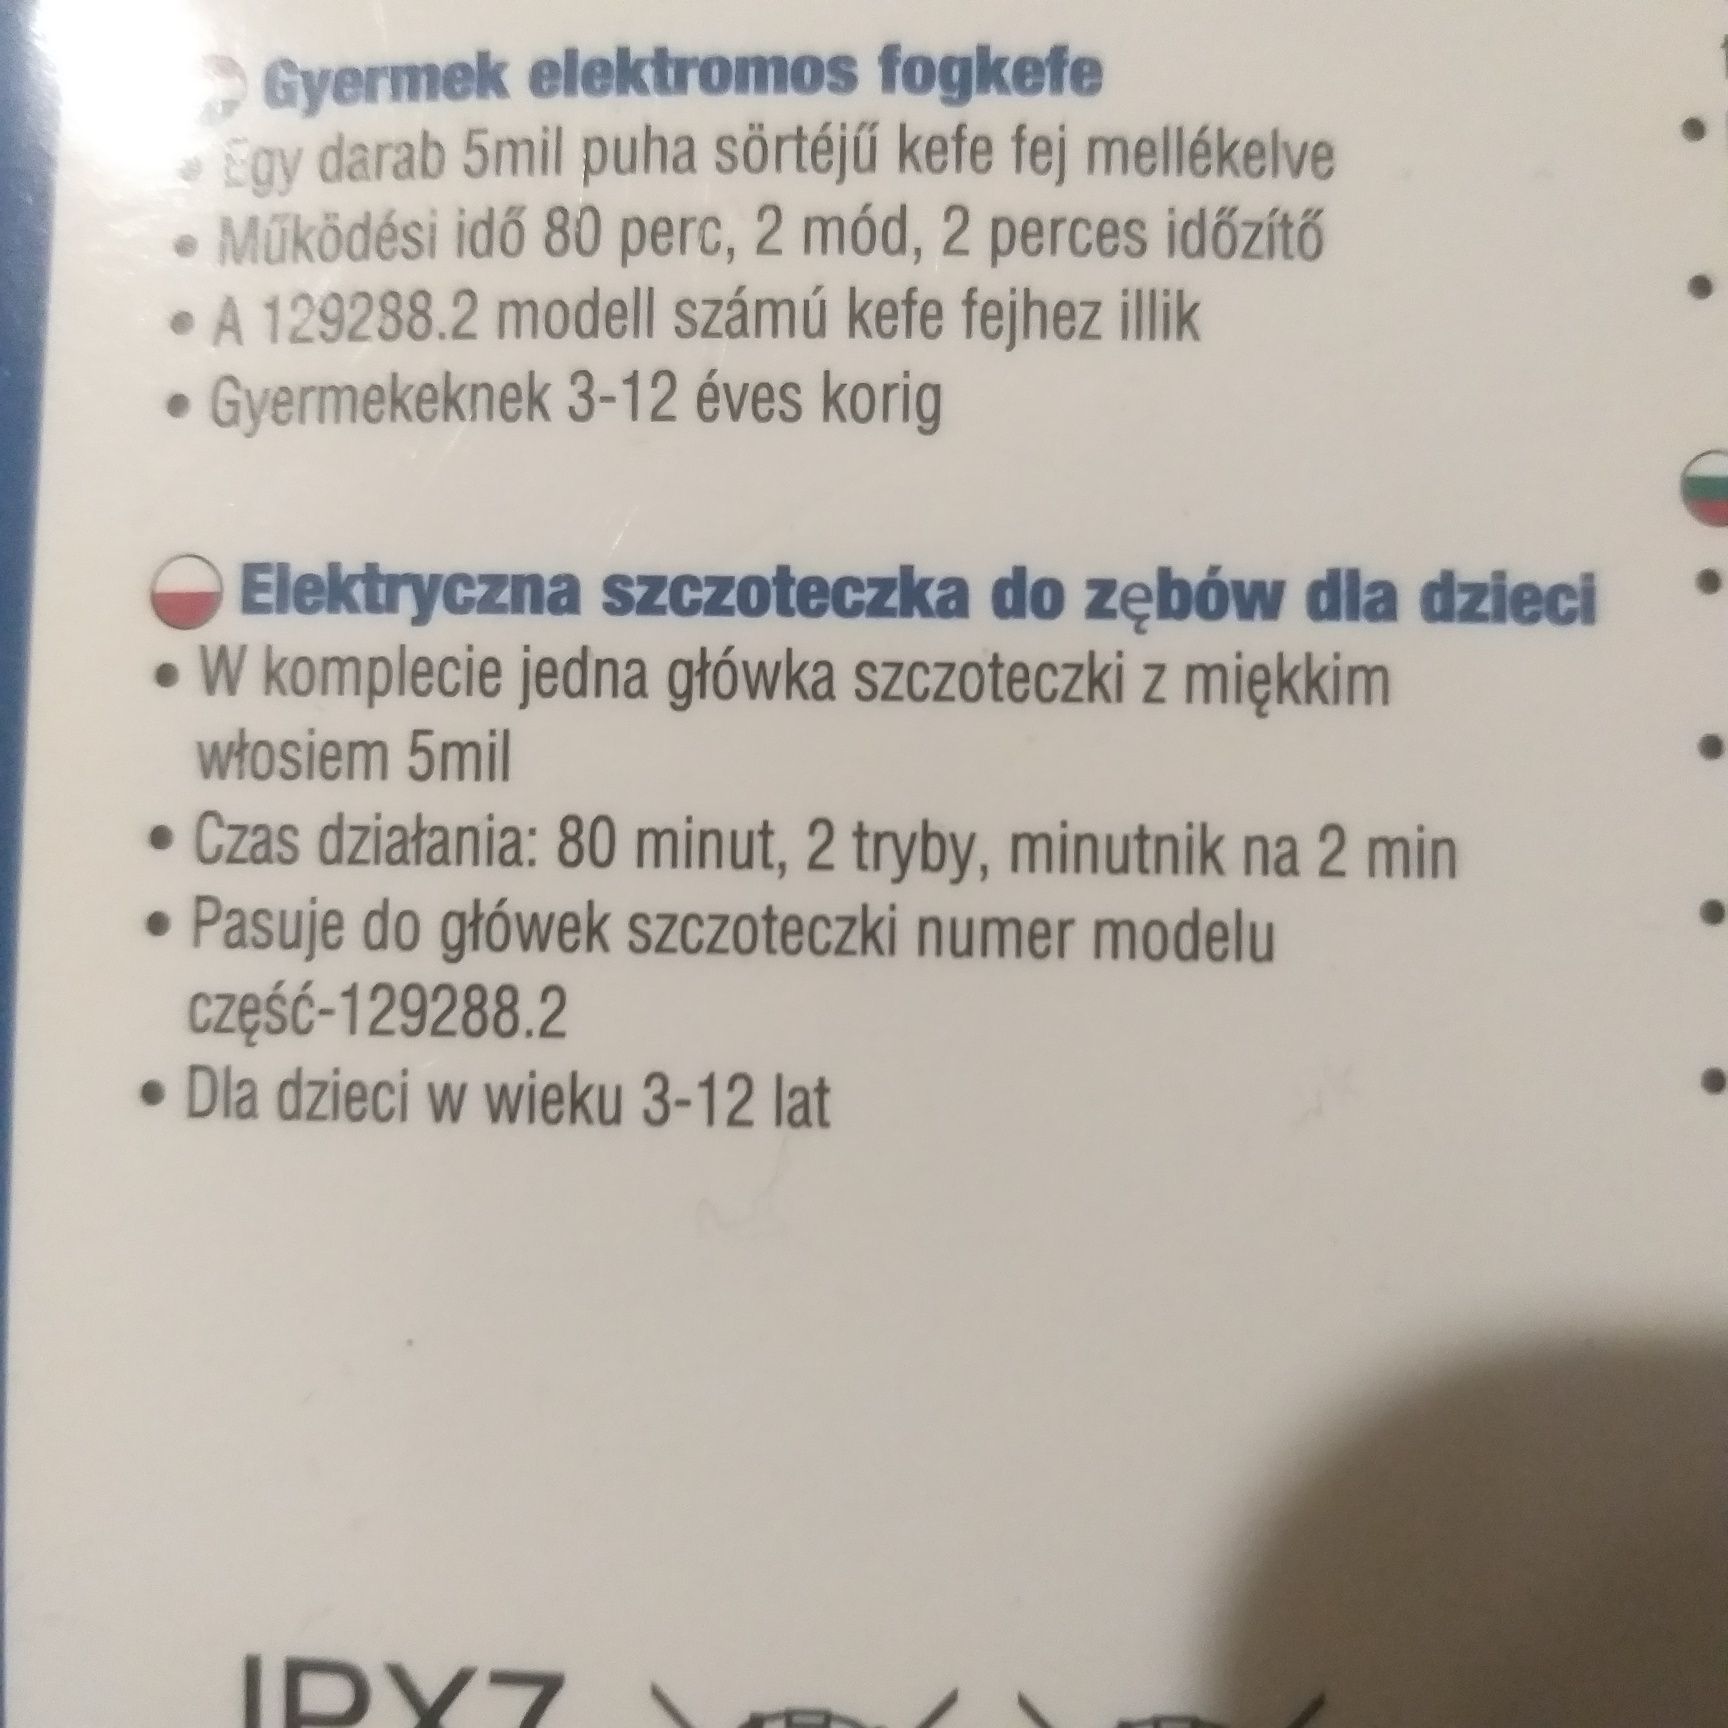 Gyermek elektromos fogkefe
• Egy darab 5mil puha sörtéjű kefe fej mellékelve
• Működési idő 80 perc, 2 mód, 2 perces időzítő
• A 129288.2 modell számú kefe fejhez illik
• Gyermekeknek 3-12 éves korig
Elektryczna szczoteczka do zębów dla dzieci
• W komplecie jedna główka szczoteczki z miękkim
włosiem 5mil
• Czas działania: 80 minut, 2 tryby, minutnik na 2 min
• Pasuje do główek szczoteczki numer modelu
część-129288.2
• Dla dzieci w wieku 3-12 lat
IPX7